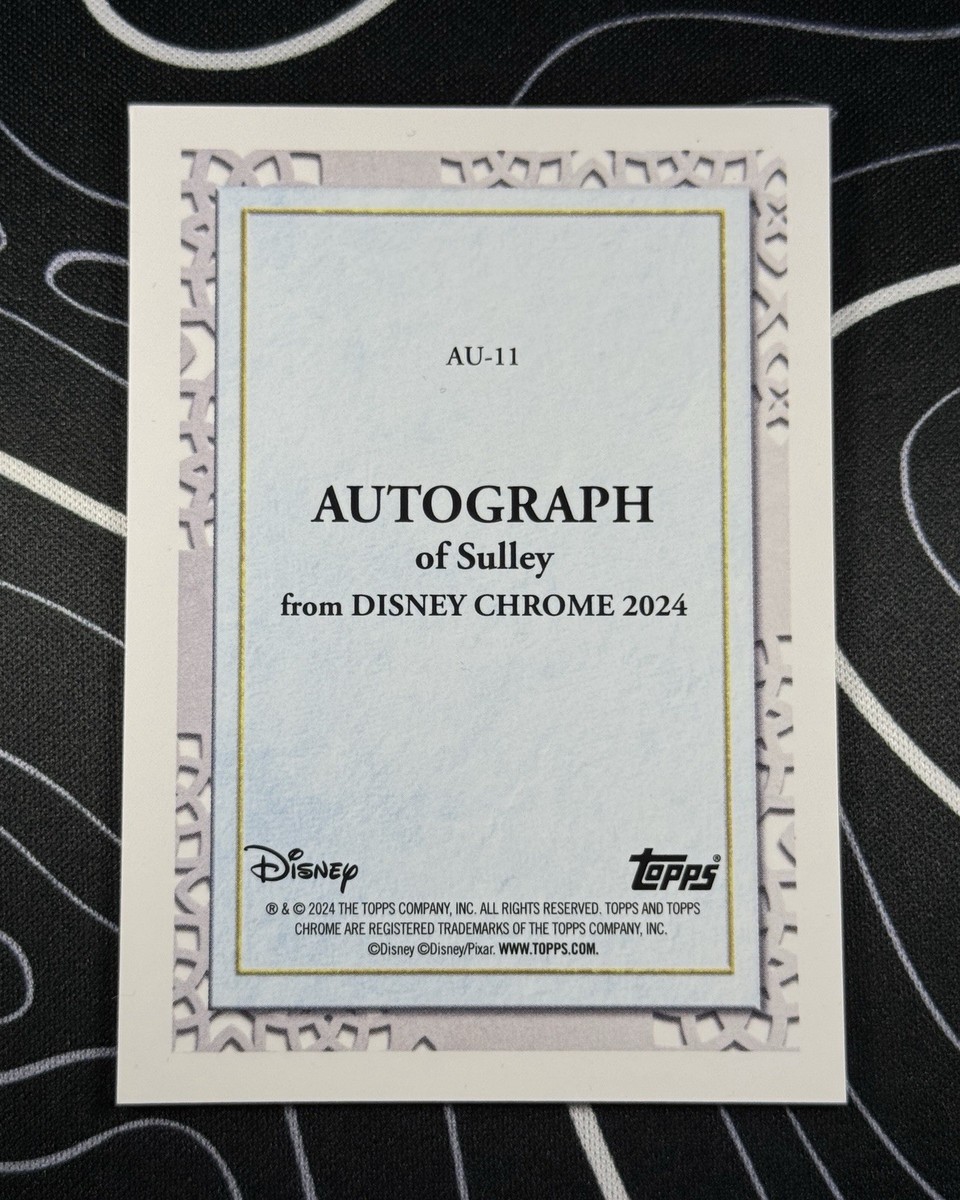 AU-11
AUTOGRAPH
of Sulley
from DISNEY CHROME 2024
Disney
topps®
® & © 2024 THE TOPPS COMPANY, INC. ALL RIGHTS RESERVED. TOPPS AND TOPPS
CHROME ARE REGISTERED TRADEMARKS OF THE TOPPS COMPANY, INC.
©Disney ©Disney/Pixar. WWW.TOPPS.COM.